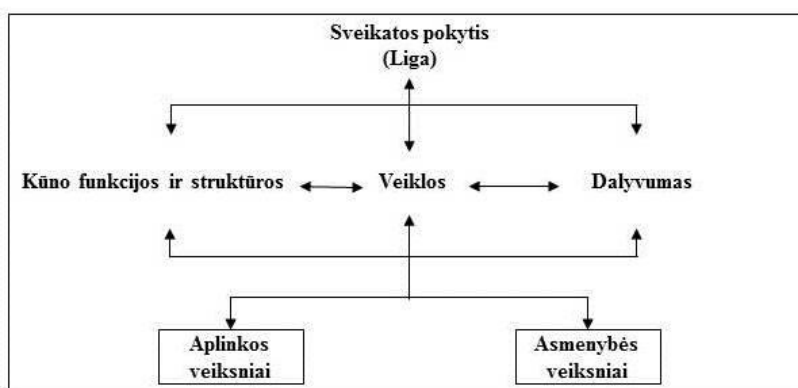 Sveikatos pokytis
(Liga)
Kūno funkcijos ir struktūros
Veiklos
Dalyvumas
Aplinkos
veiksniai
Asmenybės
veiksniai